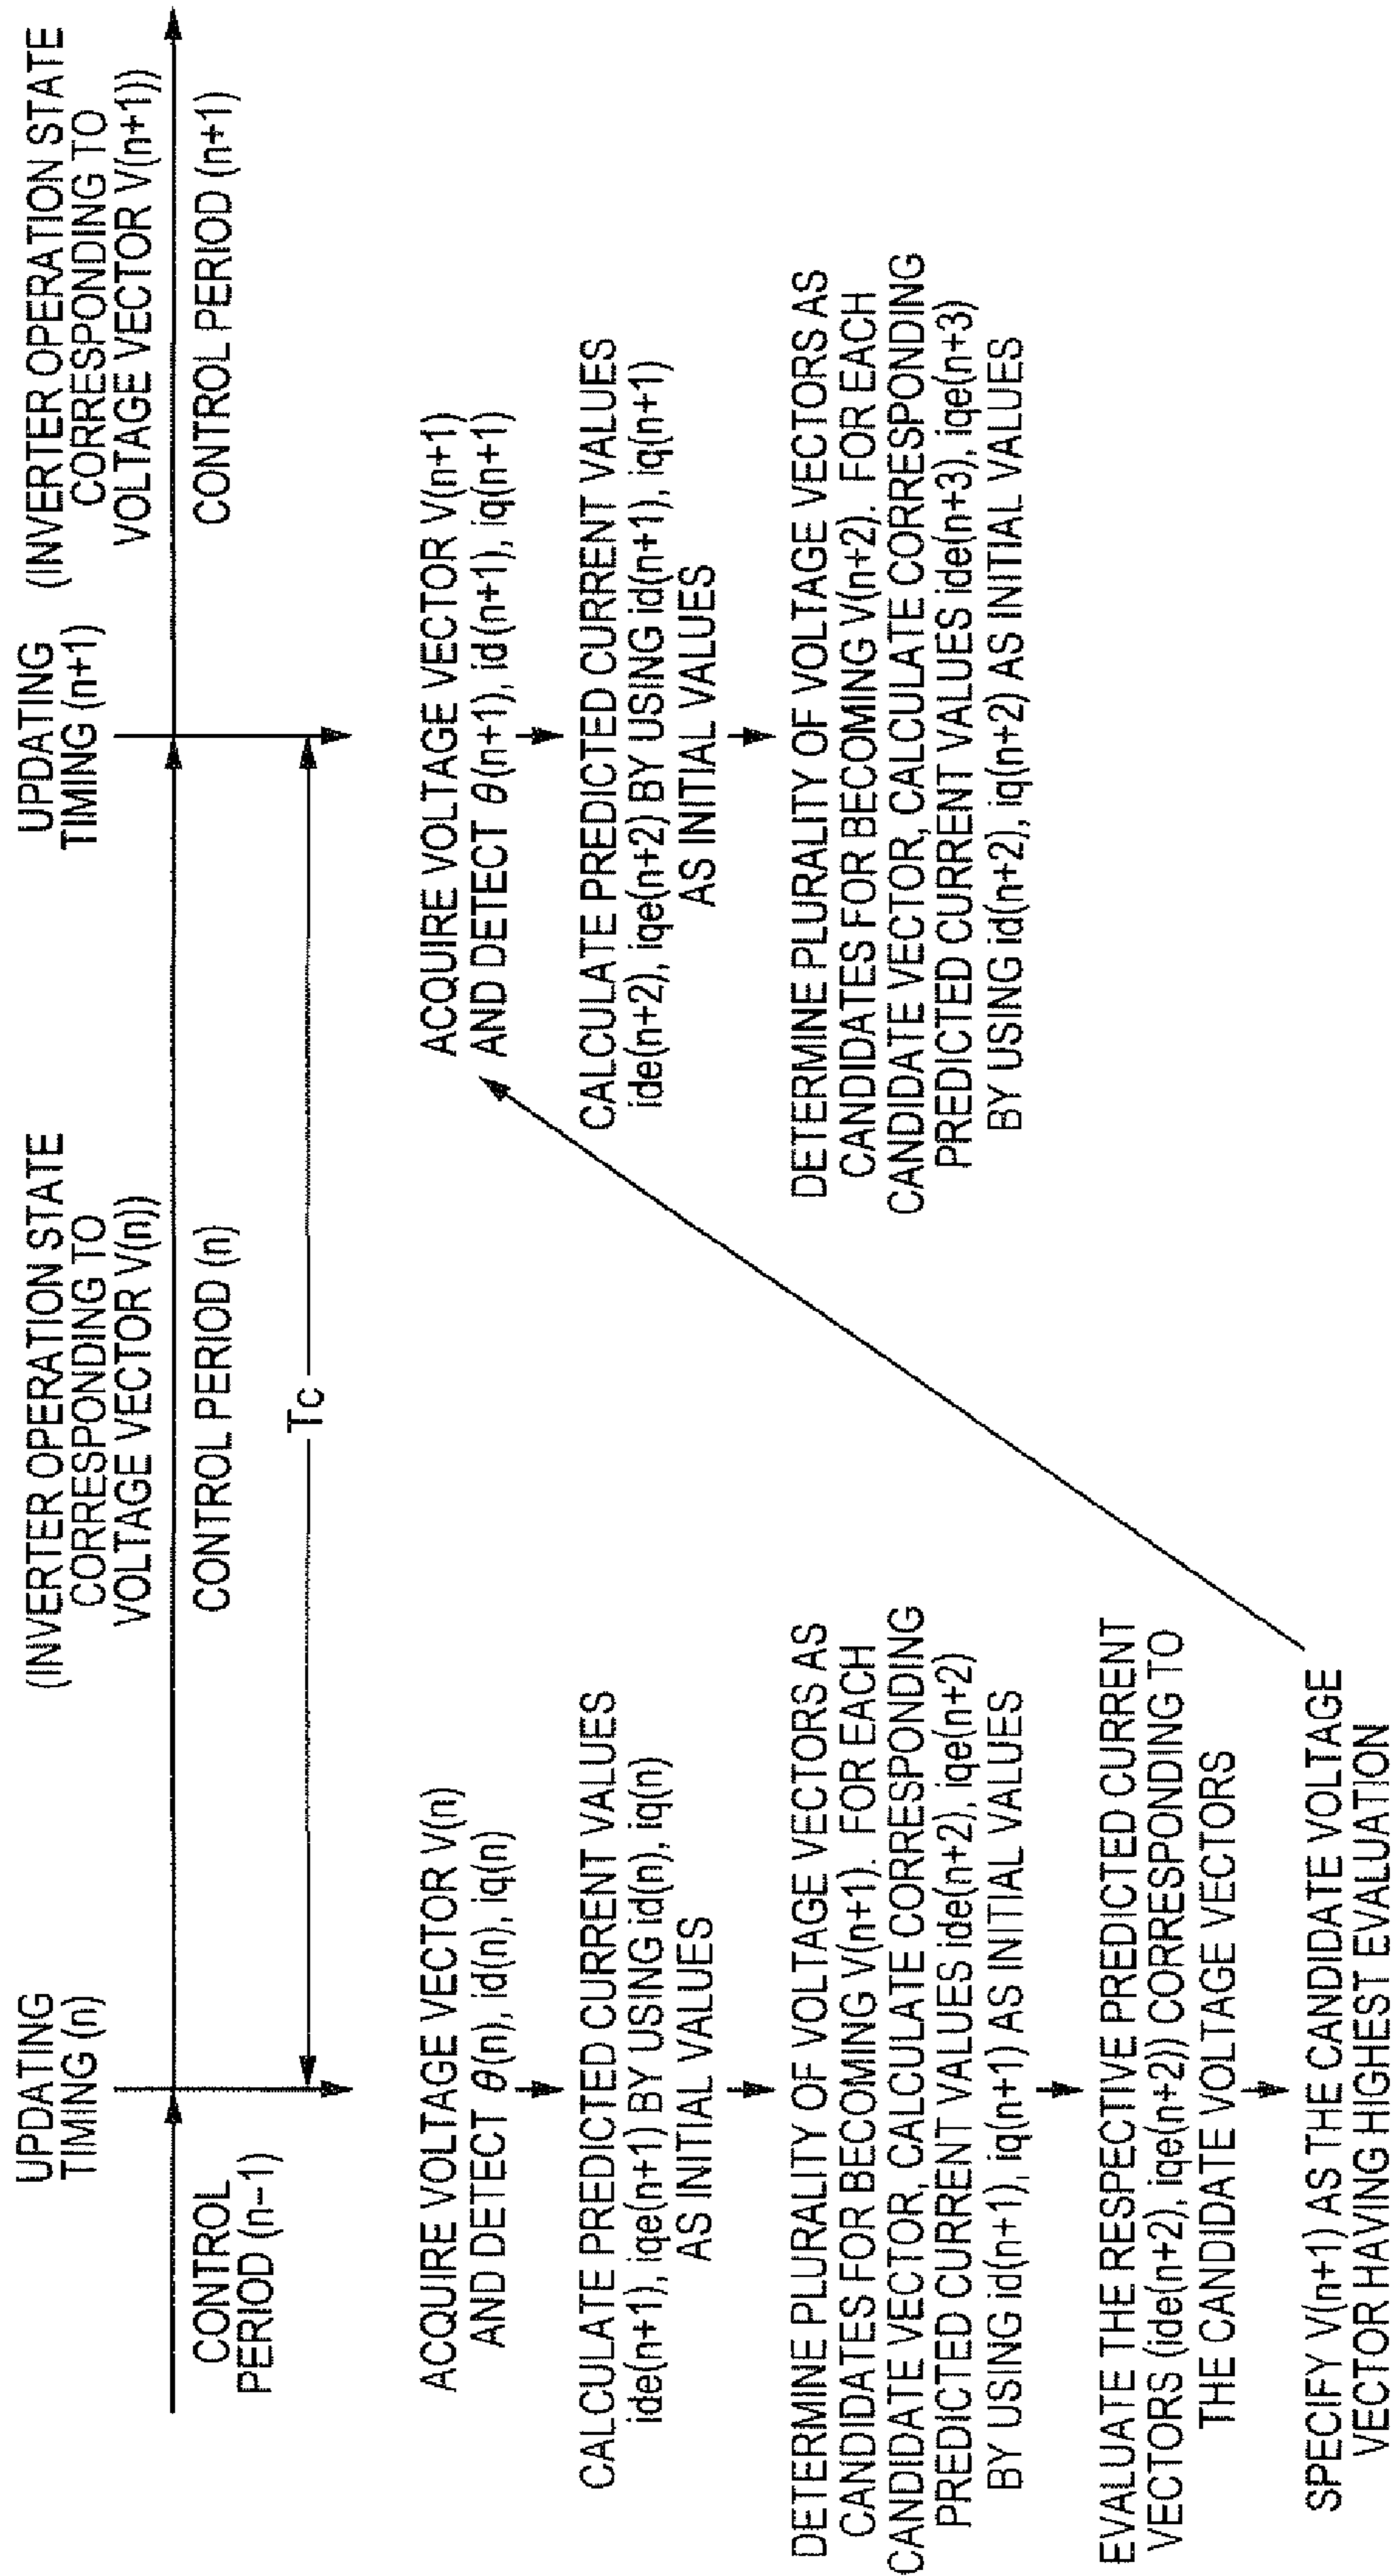 UPDATING
TIMING (n)
(INVERTER OPERATION STATE
CORRESPONDING TO
VOLTAGE VECTOR V(n))
UPDATING
TIMING (n+1)
(INVERTER OPERATION STATE
CORRESPONDING TO
VOLTAGE VECTOR V(n+1))
CONTROL
PERIOD (n-1)
CONTROL PERIOD (n)
CONTROL PERIOD (n+1)
Tc
ACQUIRE VOLTAGE VECTOR V(n)
AND DETECT θ(n), id(n), iq(n)
CALCULATE PREDICTED CURRENT VALUES
ide(n+1), iqe(n+1) BY USING id(n), iq(n)
AS INITIAL VALUES
DETERMINE PLURALITY OF VOLTAGE VECTORS AS
CANDIDATES FOR BECOMING V(n+1). FOR EACH
CANDIDATE VECTOR, CALCULATE CORRESPONDING
PREDICTED CURRENT VALUES ide(n+2), iqe(n+2)
BY USING id(n+1), iq(n+1) AS INITIAL VALUES
EVALUATE THE RESPECTIVE PREDICTED CURRENT
VECTORS (ide(n+2), iqe(n+2)) CORRESPONDING TO
THE CANDIDATE VOLTAGE VECTORS
SPECIFY V(n+1) AS THE CANDIDATE VOLTAGE
VECTOR HAVING HIGHEST EVALUATION
ACQUIRE VOLTAGE VECTOR V(n+1)
AND DETECT θ(n+1), id(n+1), iq(n+1)
CALCULATE PREDICTED CURRENT VALUES
ide(n+2), iqe(n+2) BY USING id(n+1), iq(n+1)
AS INITIAL VALUES
DETERMINE PLURALITY OF VOLTAGE VECTORS AS
CANDIDATES FOR BECOMING V(n+2). FOR EACH
CANDIDATE VECTOR, CALCULATE CORRESPONDING
PREDICTED CURRENT VALUES ide(n+3), iqe(n+3)
BY USING id(n+2), iq(n+2) AS INITIAL VALUES